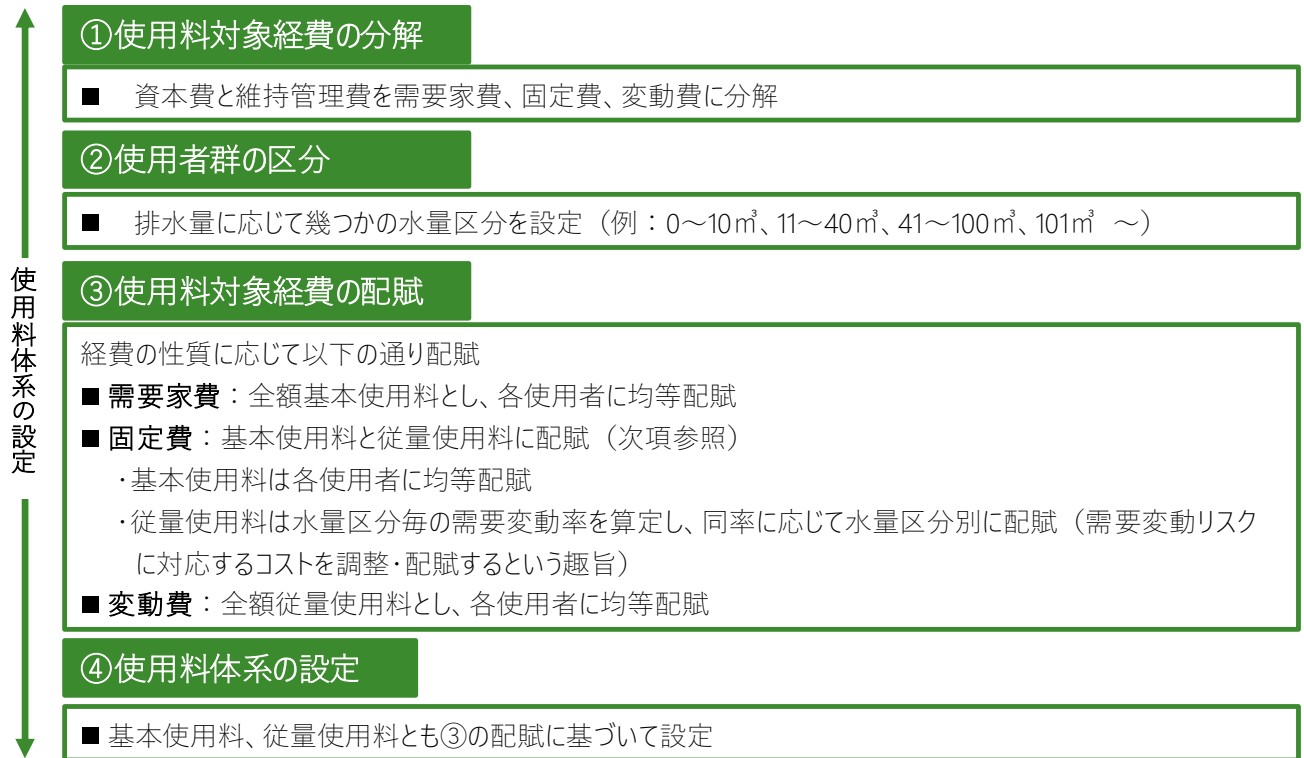 ①使用料対象経費の分解
■ 資本費と維持管理費を需要家費、固定費、変動費に分解
②使用者群の区分
■ 排水量に応じて幾つかの水量区分を設定（例：0～10㎥、11～40㎥、41～100㎥、101㎥ ～）
使用料体系の設定
③使用料対象経費の配賦
経費の性質に応じて以下の通り配賦
■ 需要家費：全額基本使用料とし、各使用者に均等配賦
■ 固定費：基本使用料と従量使用料に配賦（次項参照）
・基本使用料は各使用者に均等配賦
・従量使用料は水量区分毎の需要変動率を算定し、同率に応じて水量区分別に配賦（需要変動リスク
に対応するコストを調整・配賦するという趣旨）
■ 変動費：全額従量使用料とし、各使用者に均等配賦
④使用料体系の設定
■ 基本使用料、従量使用料とも③の配賦に基づいて設定